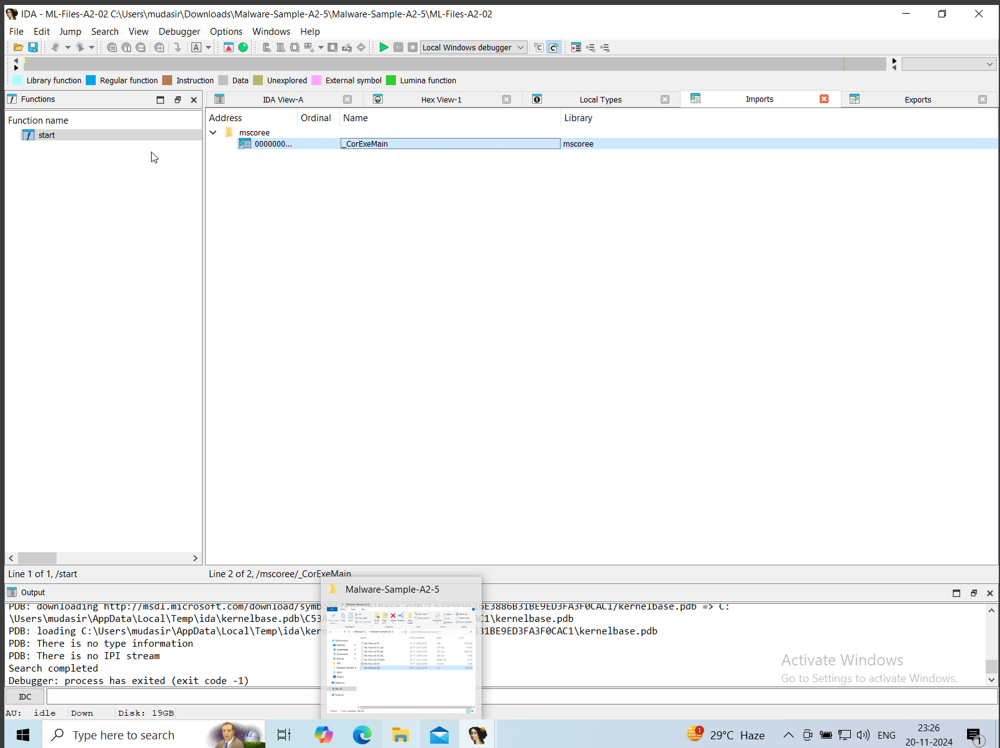 IDA - ML-Files-A2-02 C:\Users\mudasir\Downloads\Malware-Sample-A2-5\Malware-Sample-A2-5\ML-Files-A2-02
File Edit Jump Search View Debugger Options Windows Help
Local Windows debugger
Library function Regular function Instruction Data Unexplored External symbol Lumina function
Functions
IDA View-A Hex View-1 Local Types Imports Exports
Function name
Address Ordinal Name Library
start
mscoree
0000000... _CorExeMain mscoree
Line 1 of 1, /start
Line 2 of 2, /mscoree/_CorExeMain
Output
Malware-Sample-A2-5
PDB: downloading http://msdl.microsoft.com/download/symbo /kernelbase.pdb => C:
\Users\mudasir\AppData\Local\Temp\ida\kernelbase.pdb\C53 AC1\kernelbase.pdb
PDB: loading C:\Users\mudasir\AppData\Local\Temp\ida\kern 31BE9ED3FA3F0CAC1\kernelbase.pdb
PDB: There is no type information
PDB: There is no IPI stream
Search completed
Debugger: process has exited (exit code -1)
Activate Windows
Go to Settings to activate Windows.
IDC
AU: idle Down Disk: 19GB
Type here to search
1
29°C Haze
ENG
23:26
20-11-2024
1